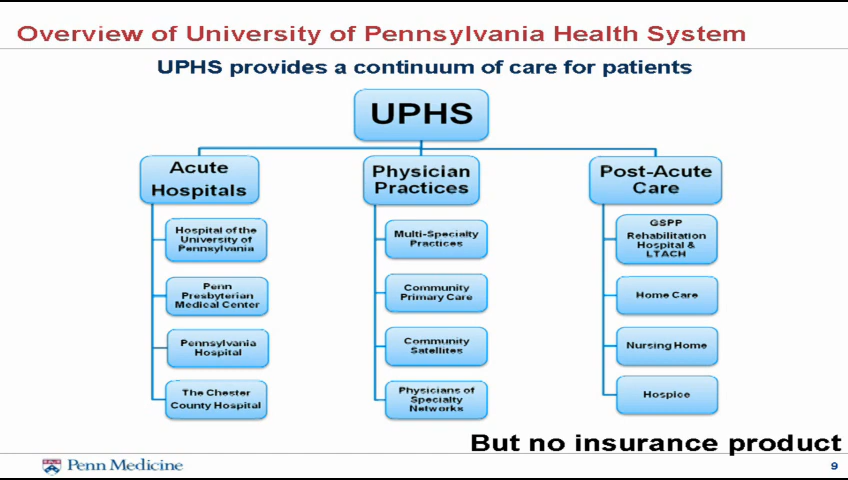 Overview of University of Pennsylvania Health System
UPHS provides a continuum of care for patients
UPHS
Acute
Hospitals
Hospital of the
University of
Pennsylvania
Penn
Presbyterian
Medical Center
Pennsylvania
Hospital
The Chester
County Hospital
Physician
Practices
Multi-Specialty
Practices
Community
Primary Care
Community
Satellites
Physicians of
Specialty
Networks
Post-Acute
Care
GSPP
Rehabilitation
Hospital &
LTACH
Home Care
Nursing Home
Hospice
But no insurance product
Penn Medicine
9